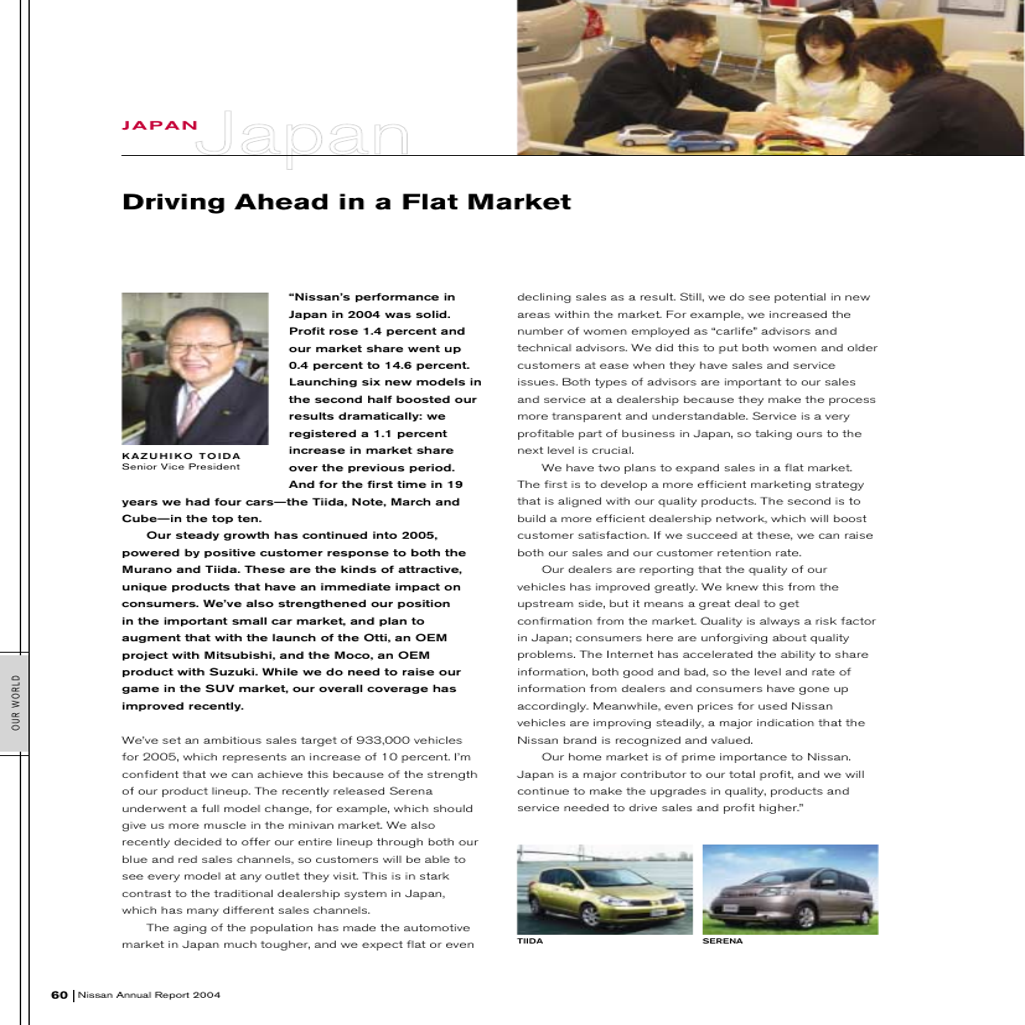 JAPAN
Japan
Driving Ahead in a Flat Market
KAZUHIKO TOIDA
Senior Vice President
“Nissan’s performance in
Japan in 2004 was solid.
Profit rose 1.4 percent and
our market share went up
0.4 percent to 14.6 percent.
Launching six new models in
the second half boosted our
results dramatically: we
registered a 1.1 percent
increase in market share
over the previous period.
And for the first time in 19
years we had four cars—the Tiida, Note, March and
Cube—in the top ten.
Our steady growth has continued into 2005,
powered by positive customer response to both the
Murano and Tiida. These are the kinds of attractive,
unique products that have an immediate impact on
consumers. We’ve also strengthened our position
in the important small car market, and plan to
augment that with the launch of the Otti, an OEM
project with Mitsubishi, and the Moco, an OEM
product with Suzuki. While we do need to raise our
game in the SUV market, our overall coverage has
improved recently.
We’ve set an ambitious sales target of 933,000 vehicles
for 2005, which represents an increase of 10 percent. I’m
confident that we can achieve this because of the strength
of our product lineup. The recently released Serena
underwent a full model change, for example, which should
give us more muscle in the minivan market. We also
recently decided to offer our entire lineup through both our
blue and red sales channels, so customers will be able to
see every model at any outlet they visit. This is in stark
contrast to the traditional dealership system in Japan,
which has many different sales channels.
The aging of the population has made the automotive
market in Japan much tougher, and we expect flat or even
declining sales as a result. Still, we do see potential in new
areas within the market. For example, we increased the
number of women employed as “carlife” advisors and
technical advisors. We did this to put both women and older
customers at ease when they have sales and service
issues. Both types of advisors are important to our sales
and service at a dealership because they make the process
more transparent and understandable. Service is a very
profitable part of business in Japan, so taking ours to the
next level is crucial.
We have two plans to expand sales in a flat market.
The first is to develop a more efficient marketing strategy
that is aligned with our quality products. The second is to
build a more efficient dealership network, which will boost
customer satisfaction. If we succeed at these, we can raise
both our sales and our customer retention rate.
Our dealers are reporting that the quality of our
vehicles has improved greatly. We knew this from the
upstream side, but it means a great deal to get
confirmation from the market. Quality is always a risk factor
in Japan; consumers here are unforgiving about quality
problems. The Internet has accelerated the ability to share
information, both good and bad, so the level and rate of
information from dealers and consumers have gone up
accordingly. Meanwhile, even prices for used Nissan
vehicles are improving steadily, a major indication that the
Nissan brand is recognized and valued.
Our home market is of prime importance to Nissan.
Japan is a major contributor to our total profit, and we will
continue to make the upgrades in quality, products and
service needed to drive sales and profit higher.”
TIIDA
SERENA
OUR WORLD
60 | Nissan Annual Report 2004